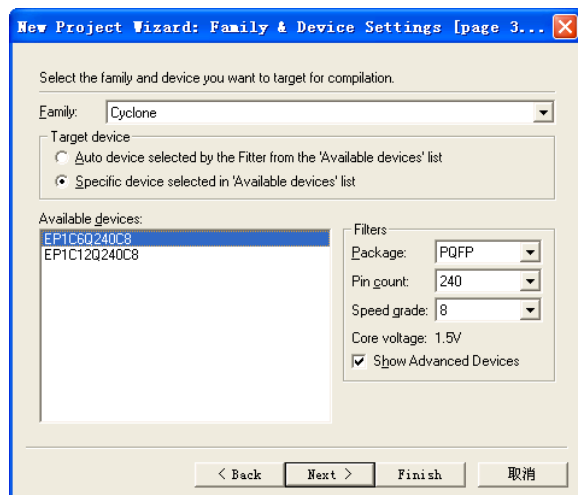 New Project Wizard: Family & Device Settings [page 3...
Select the family and device you want to target for compilation.
Family: Cyclone
Target device
Auto device selected by the Fitter from the 'Available devices' list
Specific device selected in 'Available devices' list
Available devices:
EP1C6Q240C8
EP1C12Q240C8
Filters
Package: PQFP
Pin count: 240
Speed grade: 8
Core voltage: 1.5V
Show Advanced Devices
< Back
Next >
Finish
取消